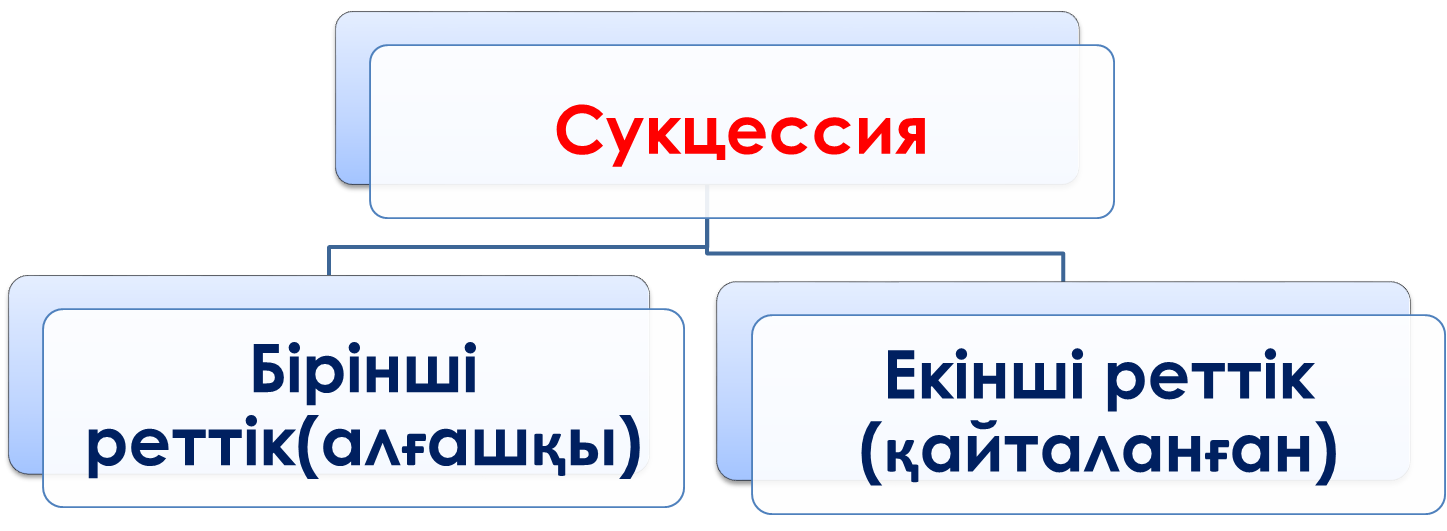 Сукцессия
Бірінші
реттік(алғашқы)
Екінші реттік
(қайталанған)